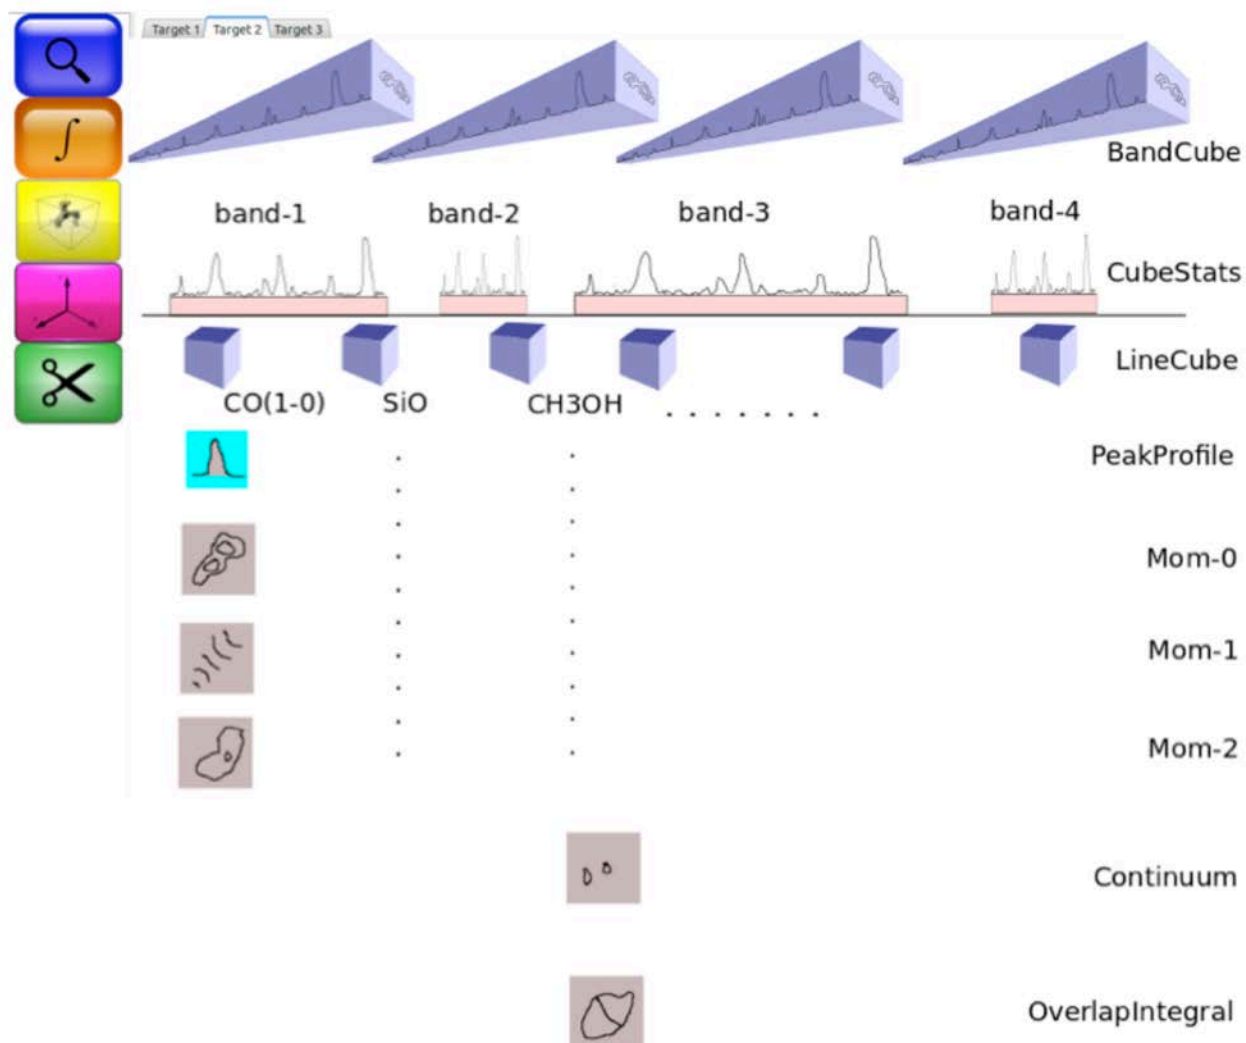 Target 1 Target 2 Target 3
BandCube
band-1 band-2 band-3 band-4
CubeStats
LineCube
CO(1-0) SiO CH3OH . . . . . . .
PeakProfile
Mom-0
Mom-1
Mom-2
Continuum
OverlapIntegral